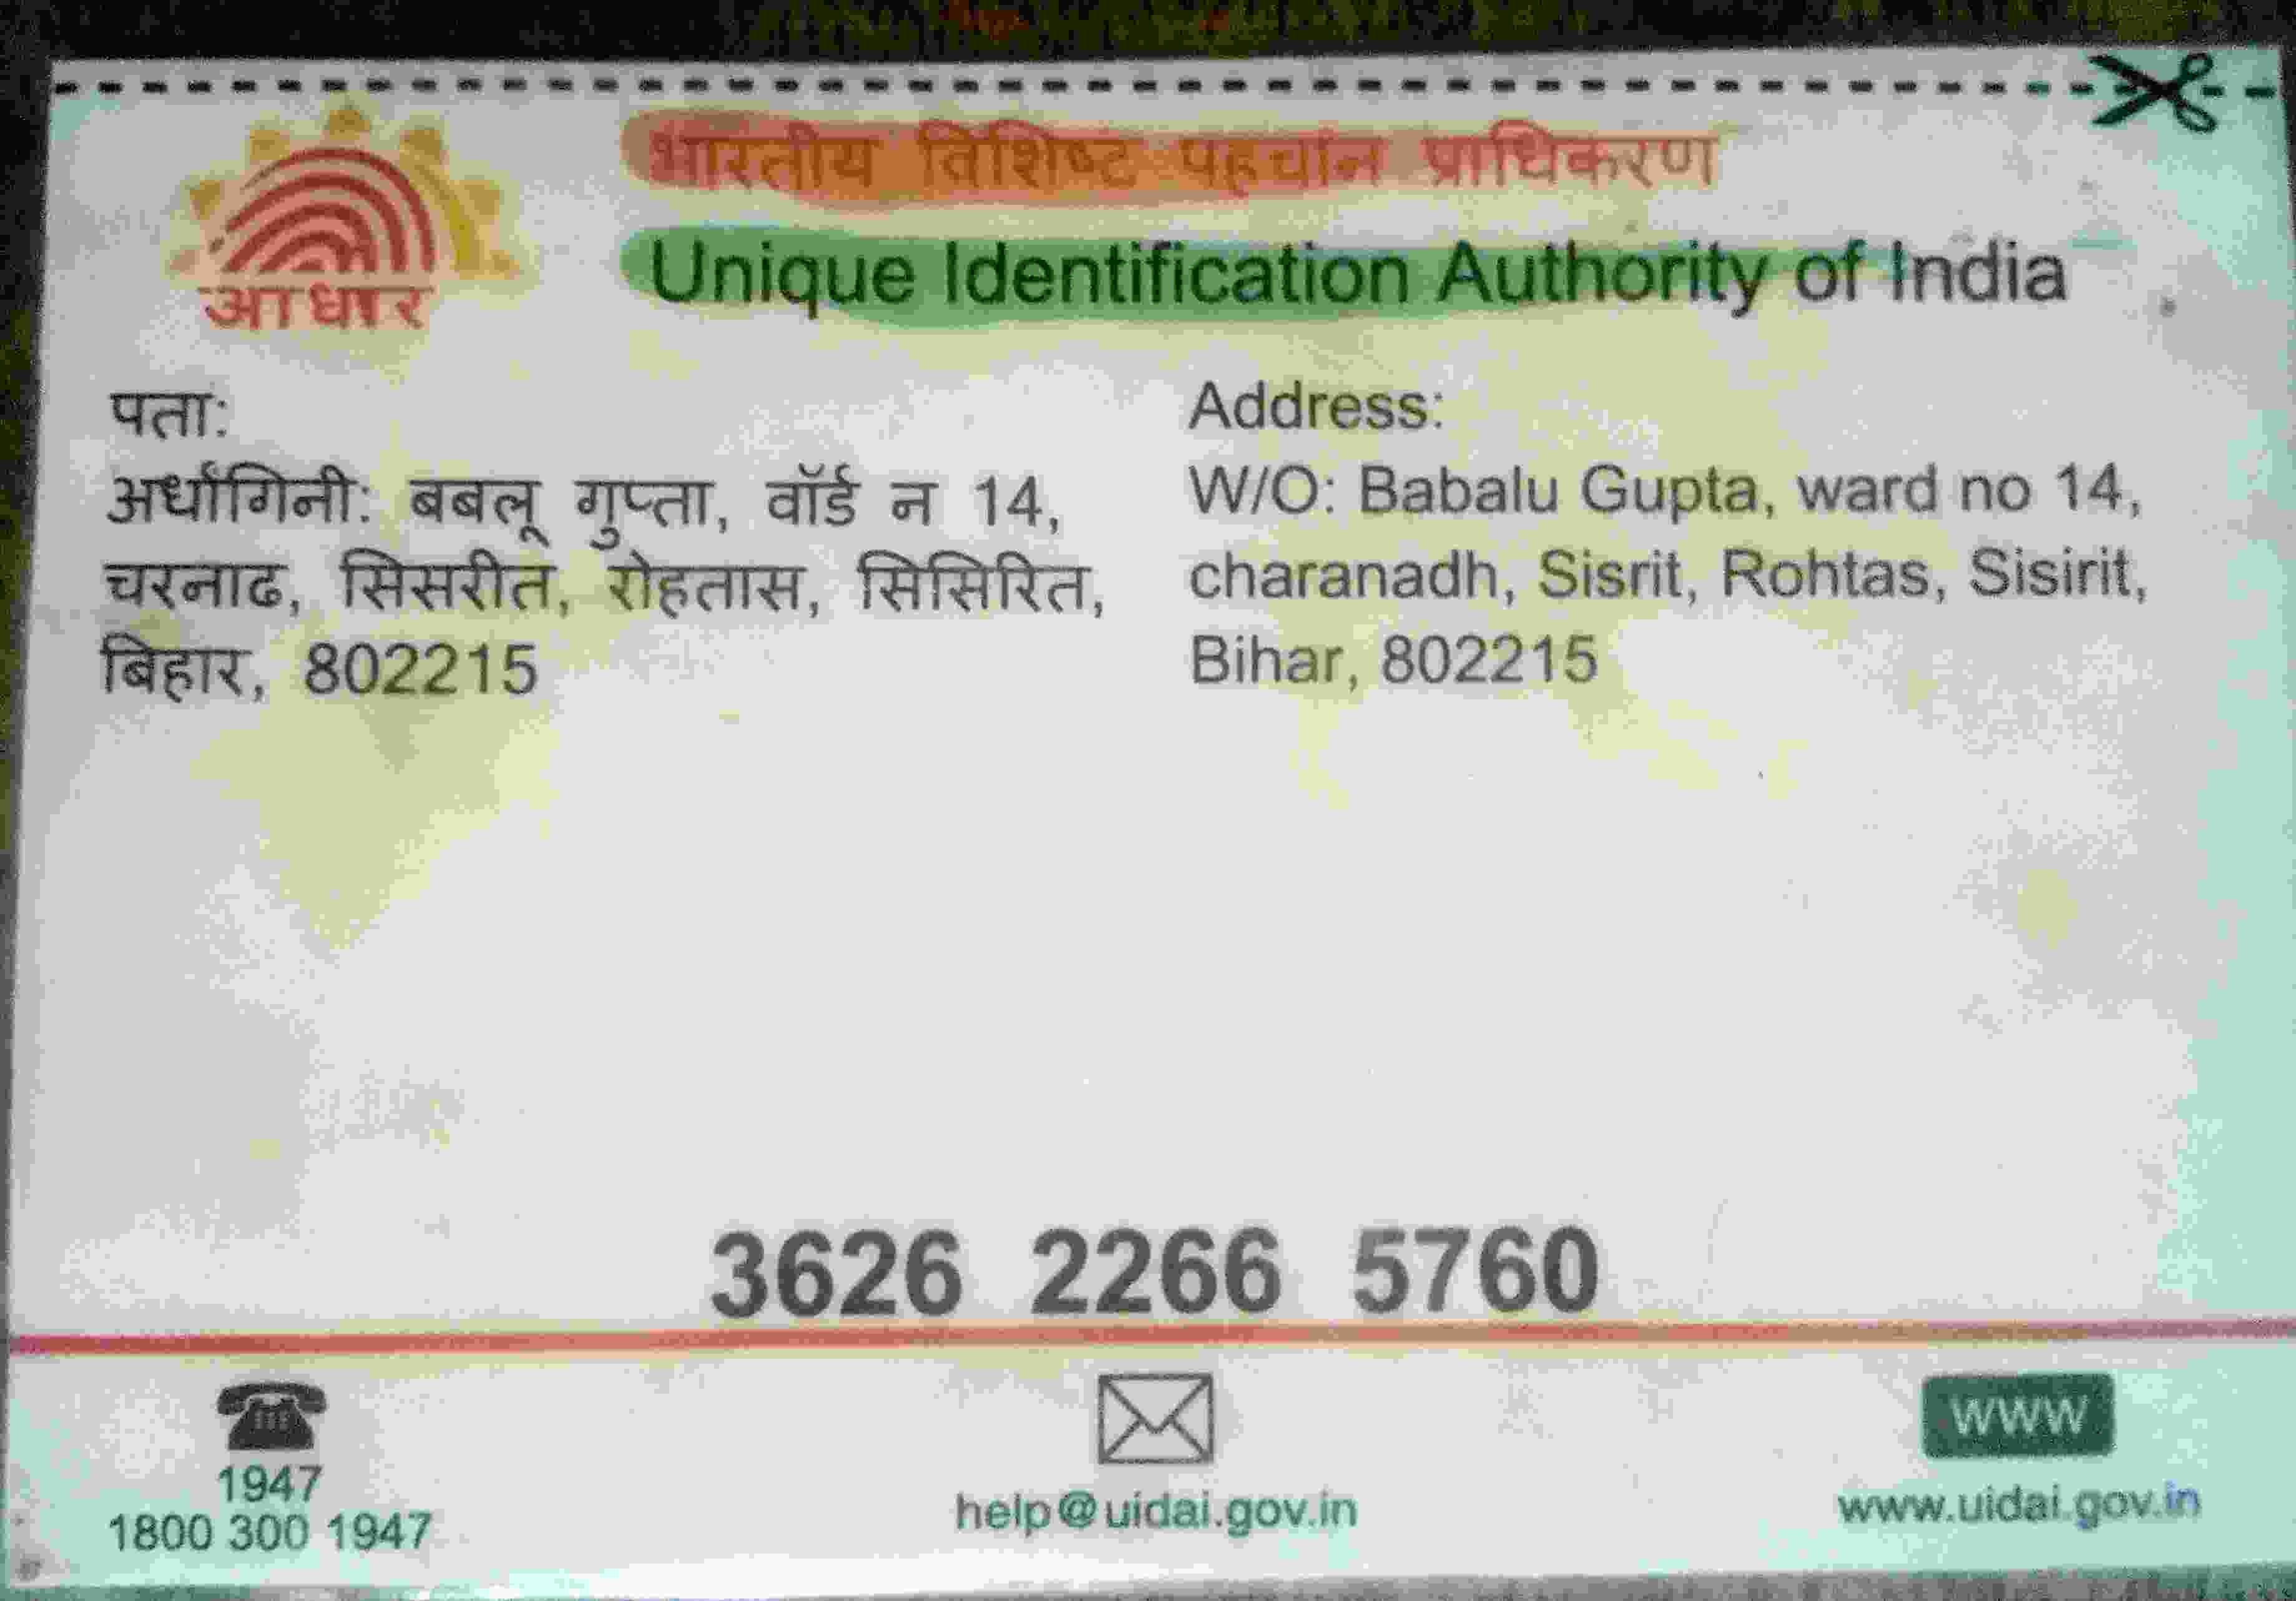 भारतीय विशिष्ट पहचान प्राधिकरण
Unique Identification Authority of India
आधार
पता:
अर्धांगिनी: बबलू गुप्ता, वॉर्ड न 14,
चरनाढ, सिसरीत, रोहतास, सिसिरित,
बिहार, 802215
Address:
W/O: Babalu Gupta, ward no 14,
charanadh, Sisrit, Rohtas, Sisirit,
Bihar, 802215
3626 2266 5760
1947
1800 300 1947
help@uidai.gov.in
WWW
www.uidai.gov.in